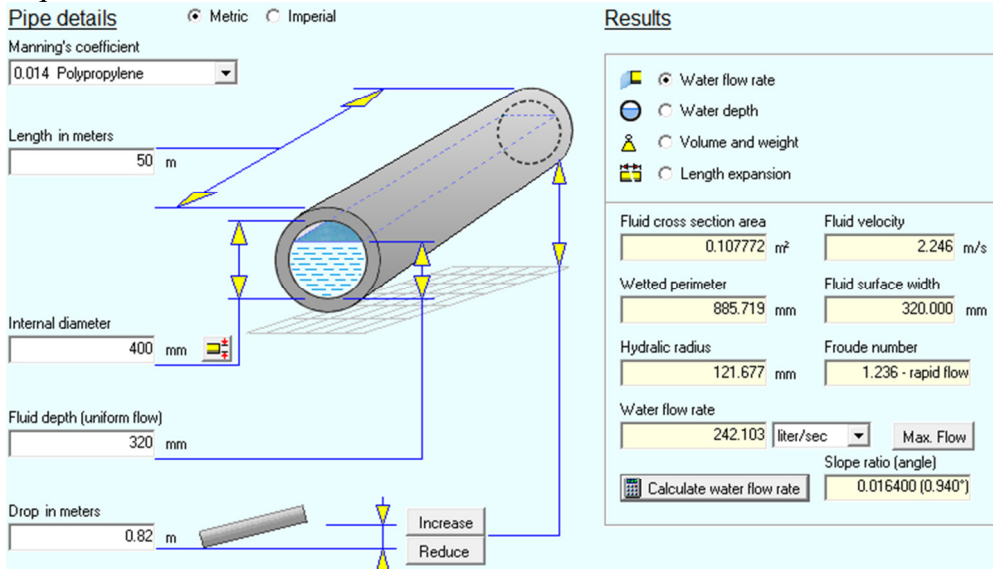 Pipe details
Metric
Imperial
Manning's coefficient
0.014 Polypropylene
Length in meters
50 m
Internal diameter
400 mm
Fluid depth (uniform flow)
320 mm
Drop in meters
0.82 m
Increase
Reduce
Results
Water flow rate
Water depth
Volume and weight
Length expansion
Fluid cross section area
0.107772 m²
Fluid velocity
2.246 m/s
Wetted perimeter
885.719 mm
Fluid surface width
320.000 mm
Hydralic radius
121.677 mm
Froude number
1.236 - rapid flow
Water flow rate
242.103 liter/sec
Max. Flow
Slope ratio (angle)
Calculate water flow rate
0.016400 (0.940°)